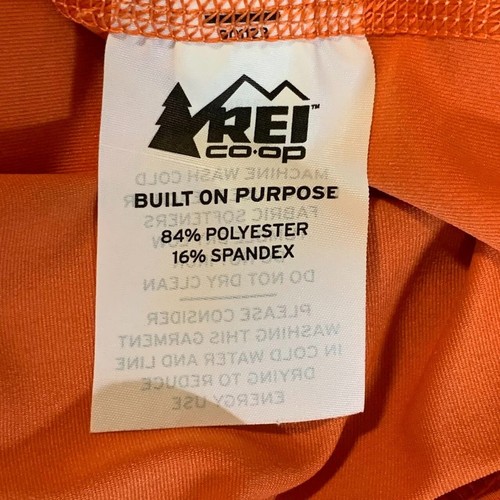 REI™
CO·OP
BUILT ON PURPOSE
84% POLYESTER
16% SPANDEX
MACHINE WASH COLD
FABRIC SOFTENERS
DO NOT DRY CLEAN
PLEASE CONSIDER
WASHING THIS GARMENT
IN COLD WATER AND LINE
DRYING TO REDUCE
ENERGY USE